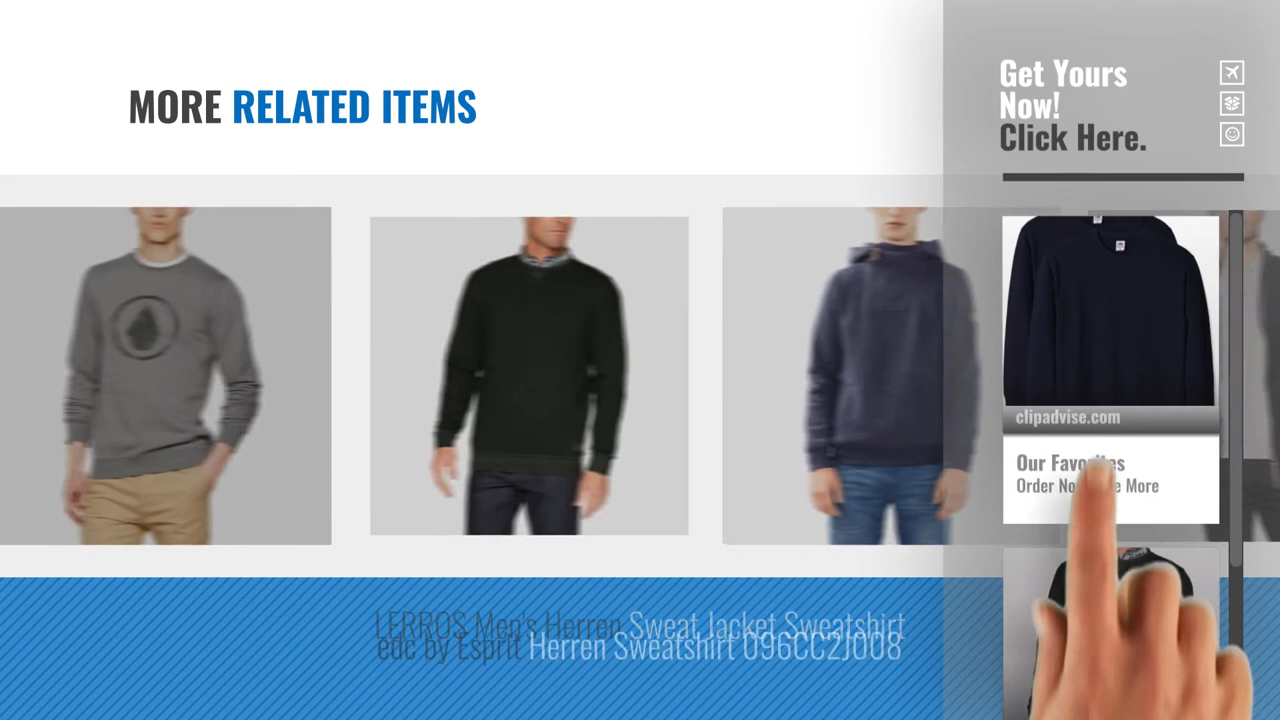 MORE RELATED ITEMS
Get Yours
Now!
Click Here.
clipadvise.com
Our Favorites
Order No e More
LERROS Men's Herren Sweat Jacket Sweatshirt
edc by Esprit Herren Sweatshirt 096CC2J008